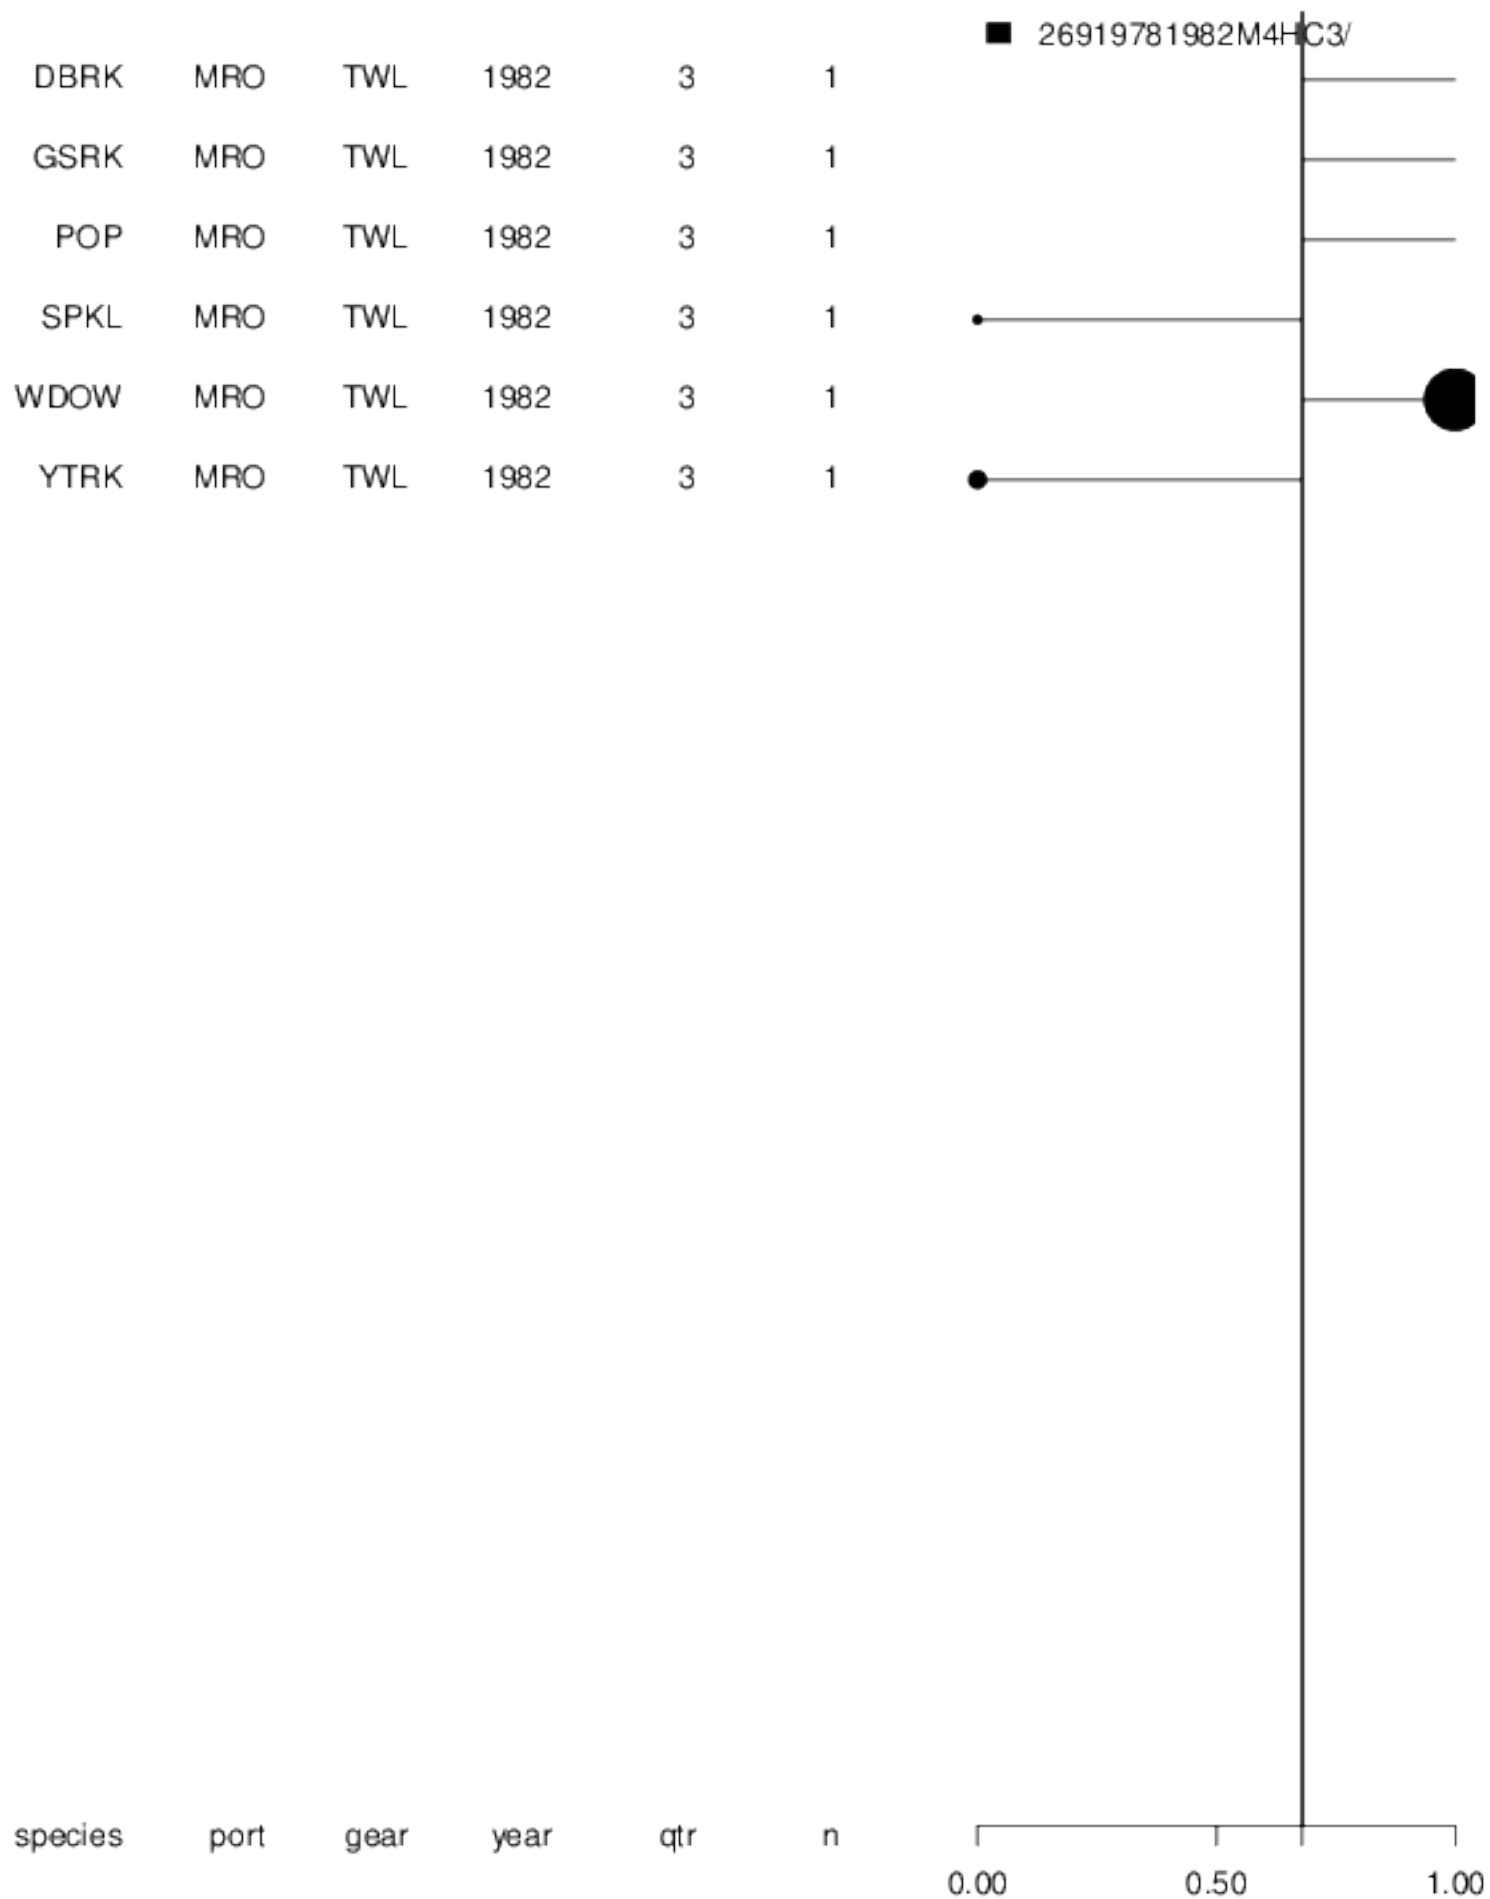 26919781982M4HC3/
DBRK MRO TWL 1982 3 1
GSRK MRO TWL 1982 3 1
POP MRO TWL 1982 3 1
SPKL MRO TWL 1982 3 1
WDOW MRO TWL 1982 3 1
YTRK MRO TWL 1982 3 1
species port gear year qtr n
0.00 0.50 1.00